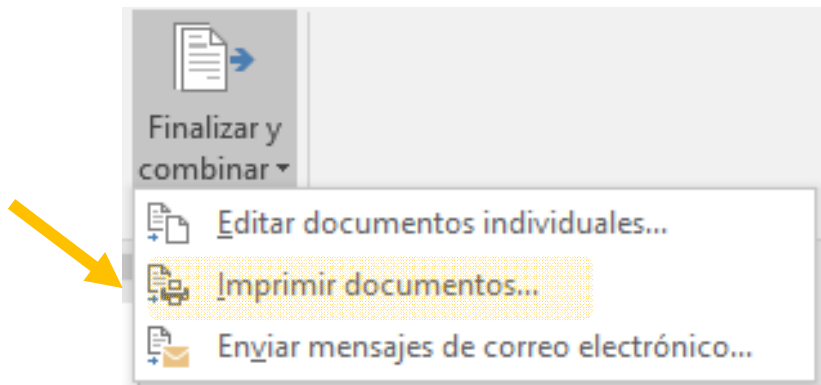 Finalizar y
combinar
Editar documentos individuales...
Imprimir documentos...
Enviar mensajes de correo electrónico...